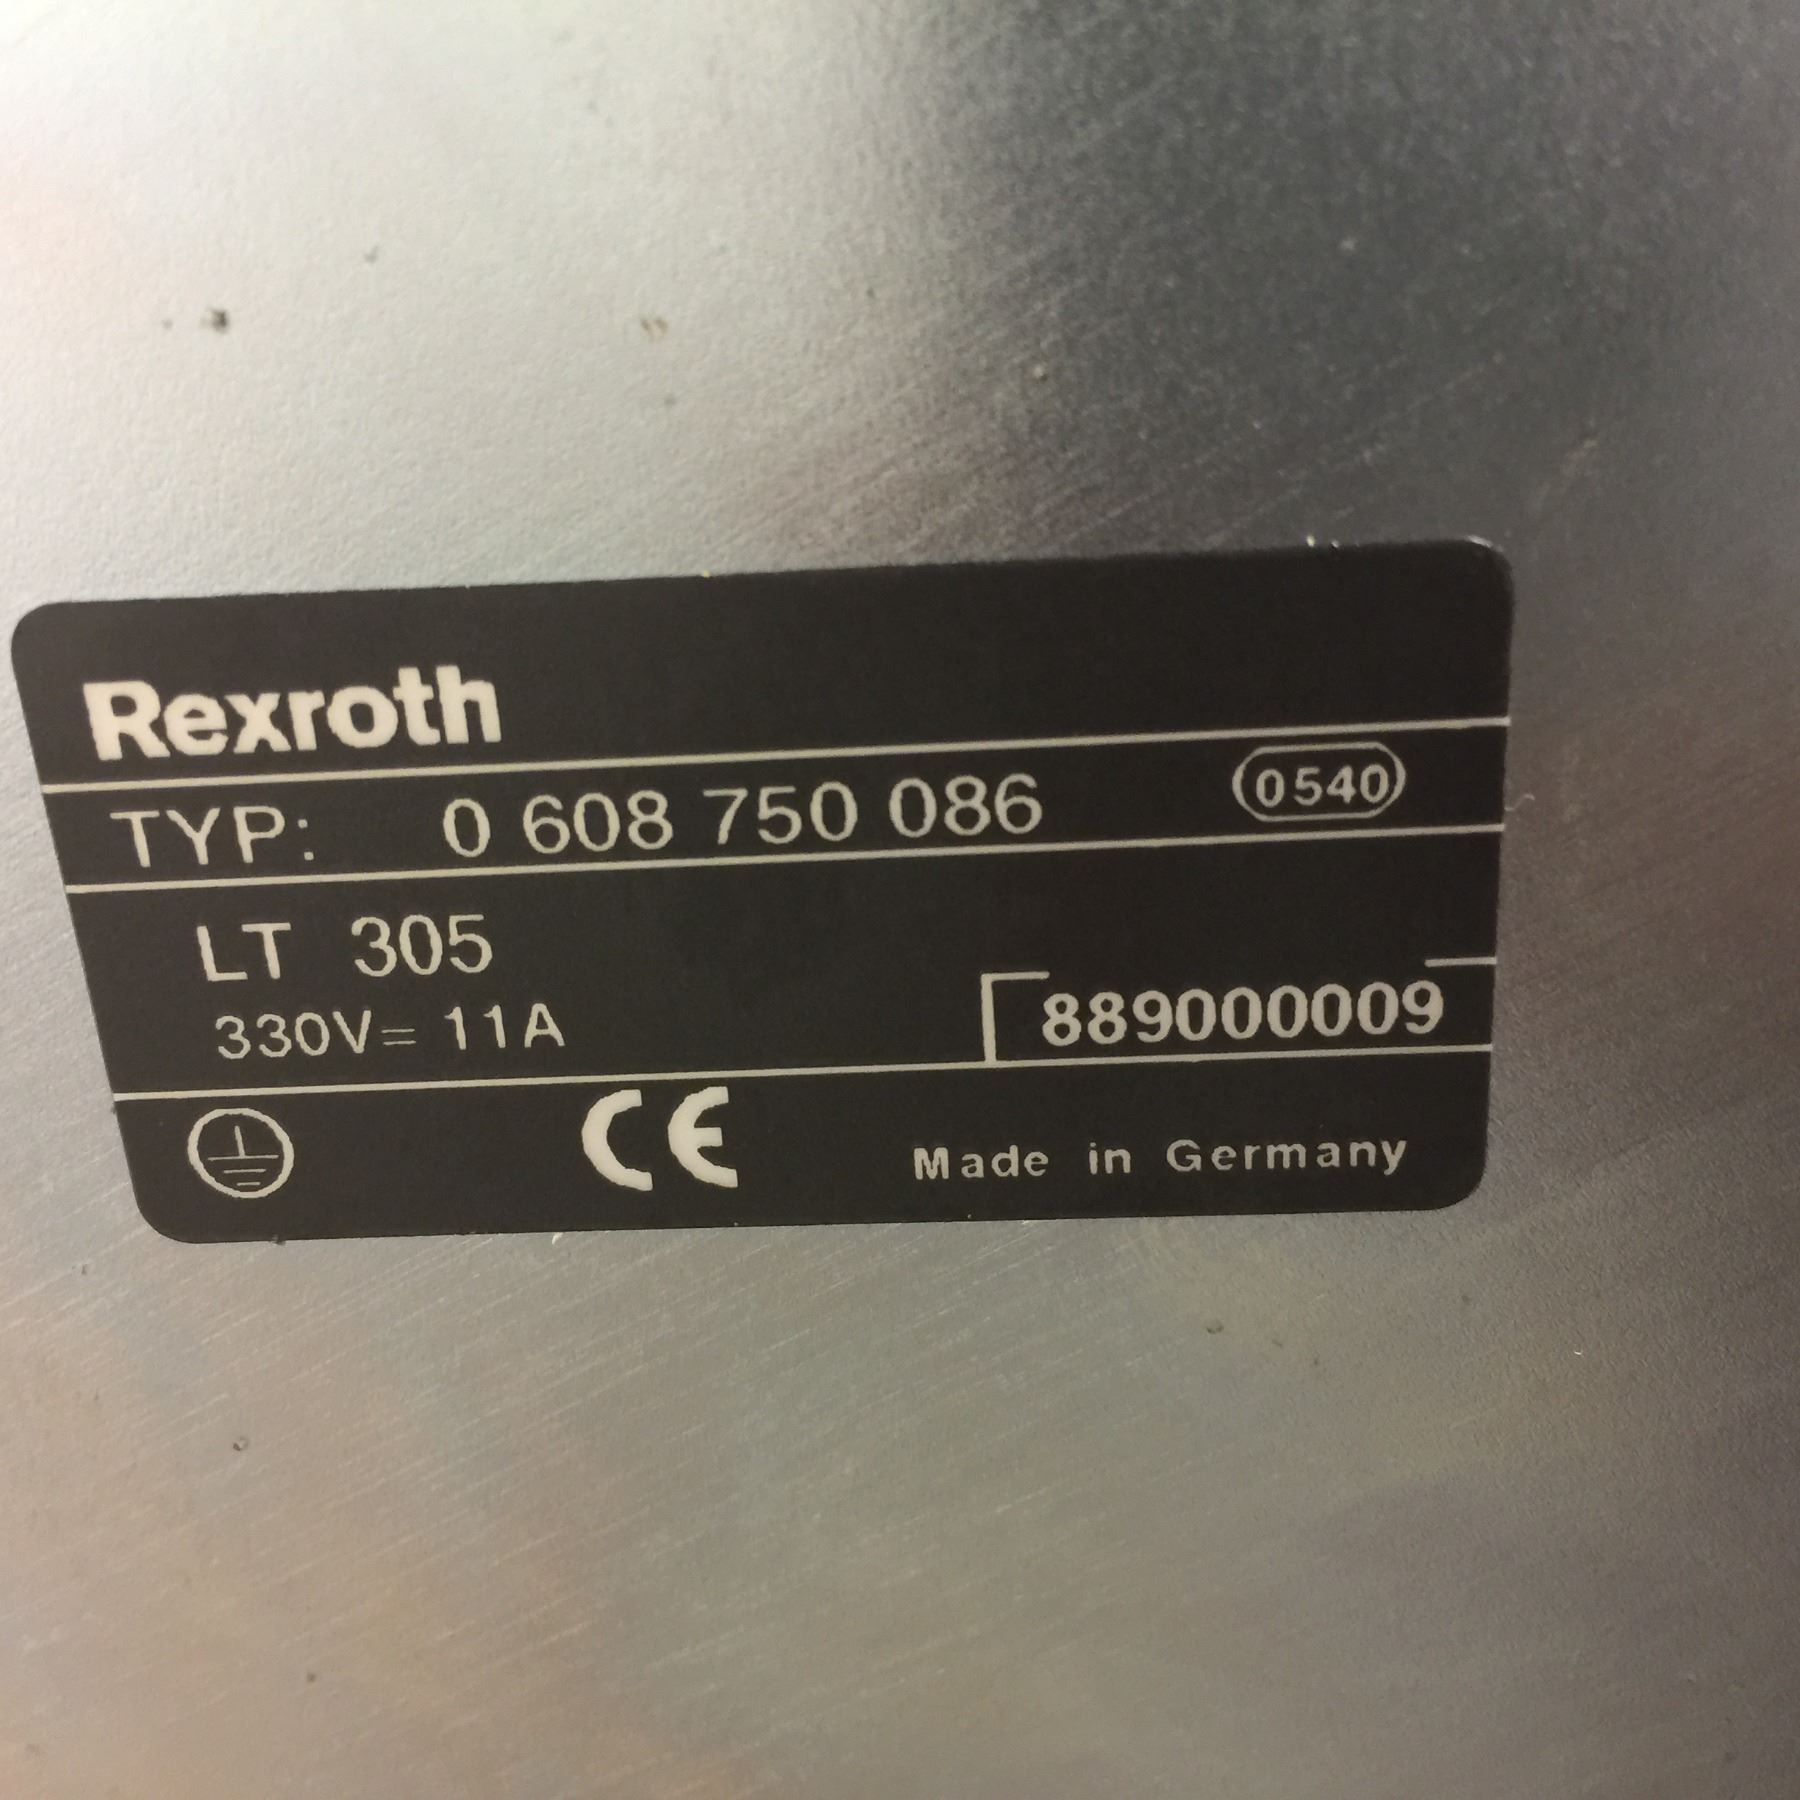 Rexroth
TYP: 0 608 750 086 0540
LT 305
330V= 11A 889000009
CE Made in Germany